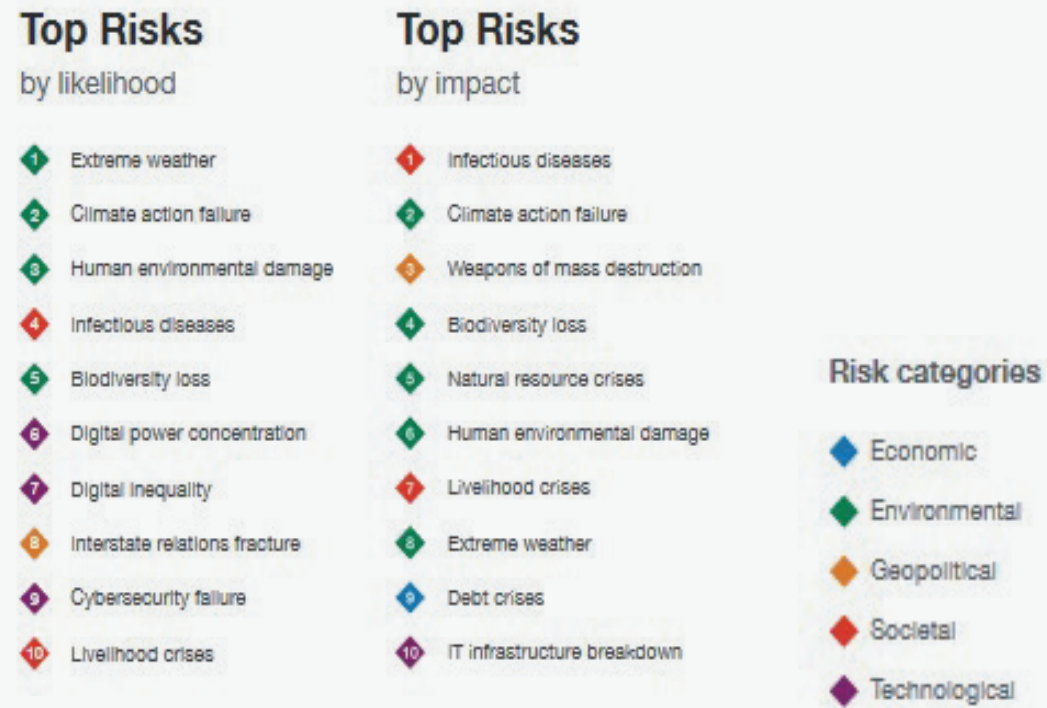 Top Risks
by likelihood
1 Extreme weather
2 Climate action failure
3 Human environmental damage
4 Infectious diseases
5 Biodiversity loss
6 Digital power concentration
7 Digital inequality
8 Interstate relations fracture
9 Cybersecurity failure
10 Livelihood crises
Top Risks
by impact
1 Infectious diseases
2 Climate action failure
3 Weapons of mass destruction
4 Biodiversity loss
5 Natural resource crises
6 Human environmental damage
7 Livelihood crises
8 Extreme weather
9 Debt crises
10 IT infrastructure breakdown
Risk categories
Economic
Environmental
Geopolitical
Societal
Technological